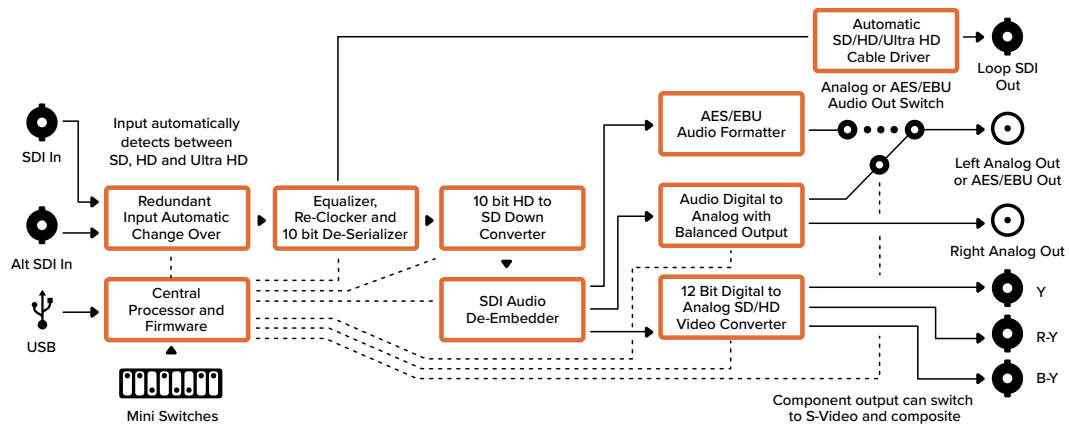 Automatic
SD/HD/Ultra HD
Cable Driver
Loop SDI
Out
Analog or AES/EBU
Audio Out Switch
AES/EBU
Audio Formatter
Input automatically
detects between
SD, HD and Ultra HD
SDI In
Left Analog Out
or AES/EBU Out
Redundant
Input Automatic
Change Over
Equalizer,
Re-Clocker and
10 bit De-Serializer
10 bit HD to
SD Down
Converter
Audio Digital to
Analog with
Balanced Output
Alt SDI In
Right Analog Out
Central
Processor and
Firmware
SDI Audio
De-Embedder
12 Bit Digital to
Analog SD/HD
Video Converter
Y
USB
R-Y
B-Y
Mini Switches
Component output can switch
to S-Video and composite